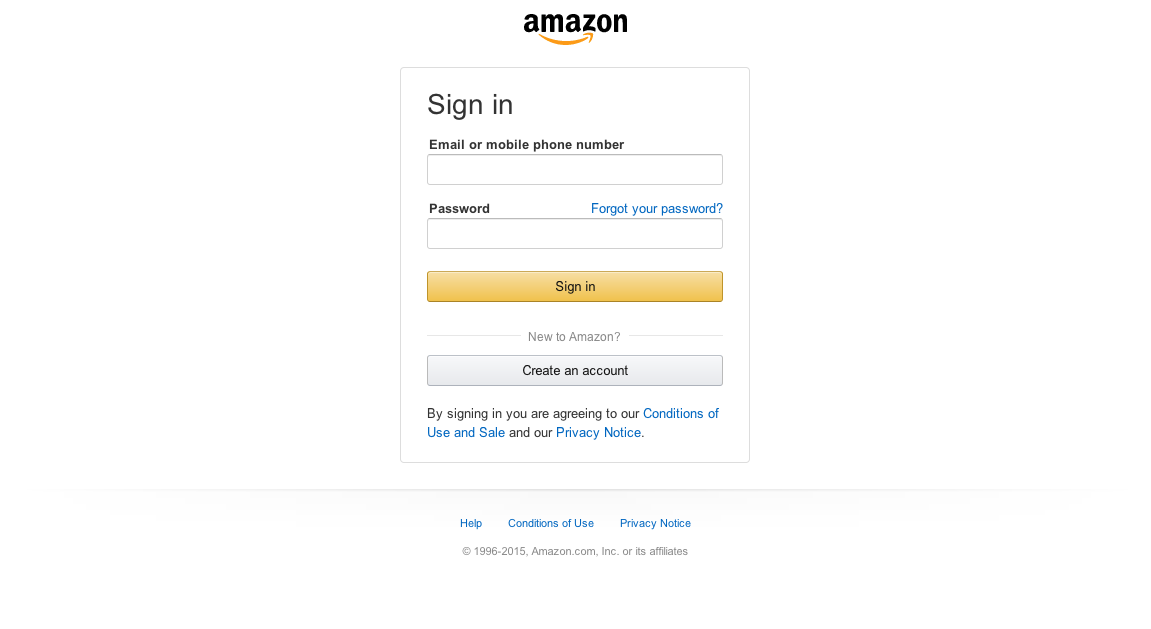 amazon
Sign in
Email or mobile phone number
Password Forgot your password?
Sign in
New to Amazon?
Create an account
By signing in you are agreeing to our Conditions of
Use and Sale and our Privacy Notice.
Help Conditions of Use Privacy Notice
© 1996-2015, Amazon.com, Inc. or its affiliates